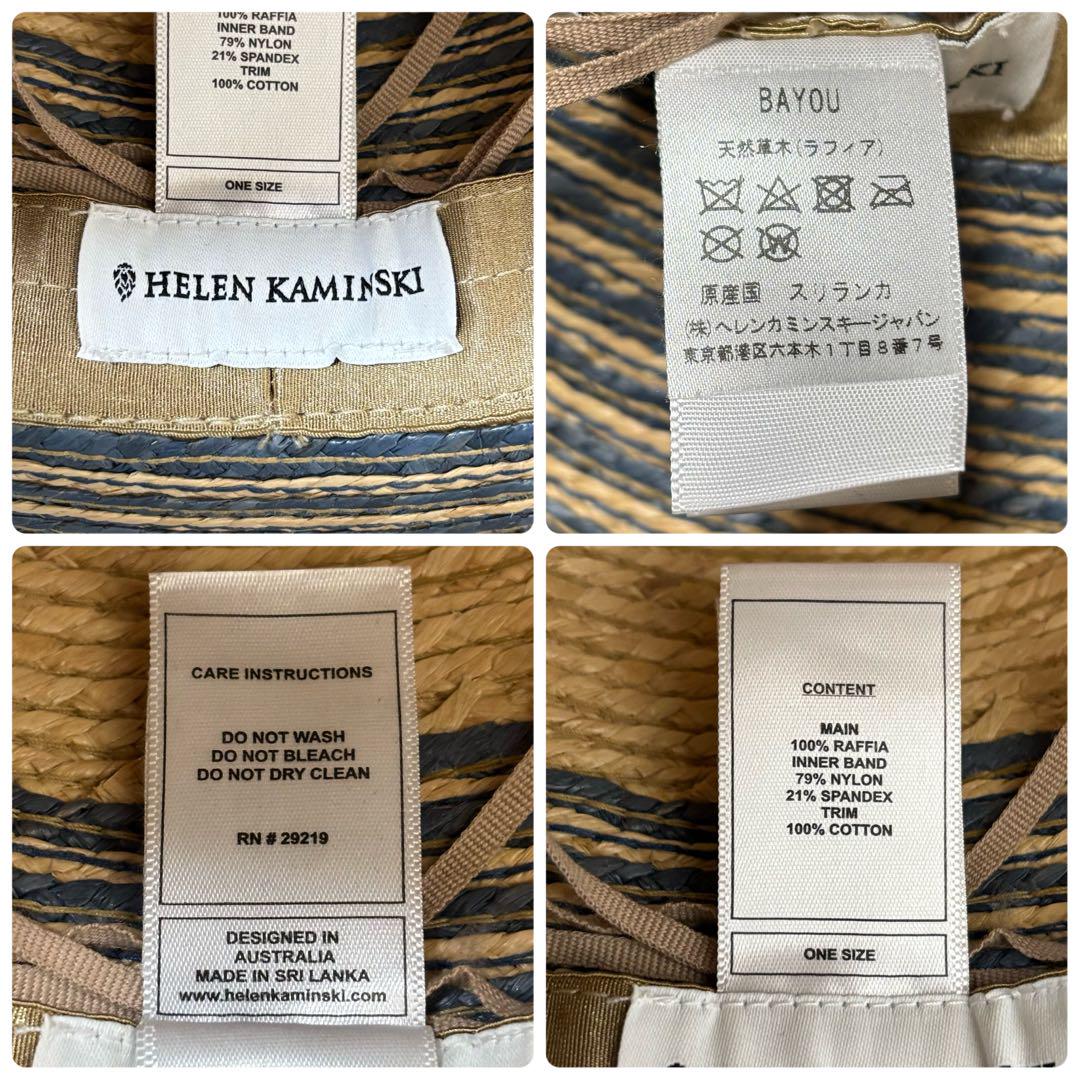 100% RAFFIA
INNER BAND
79% NYLON
21% SPANDEX
TRIM
100% COTTON
ONE SIZE
HELEN KAMINSKI
SKI
BAYOU
天然草木(ラフィア)
原産国 スリランカ
(株)ヘレンカミンスキージャパン
東京都港区六本木1丁目8番7号
CARE INSTRUCTIONS
DO NOT WASH
DO NOT BLEACH
DO NOT DRY CLEAN
RN # 29219
DESIGNED IN
AUSTRALIA
MADE IN SRI LANKA
www.helenkaminski.com
CONTENT
MAIN
100% RAFFIA
INNER BAND
79% NYLON
21% SPANDEX
TRIM
100% COTTON
ONE SIZE